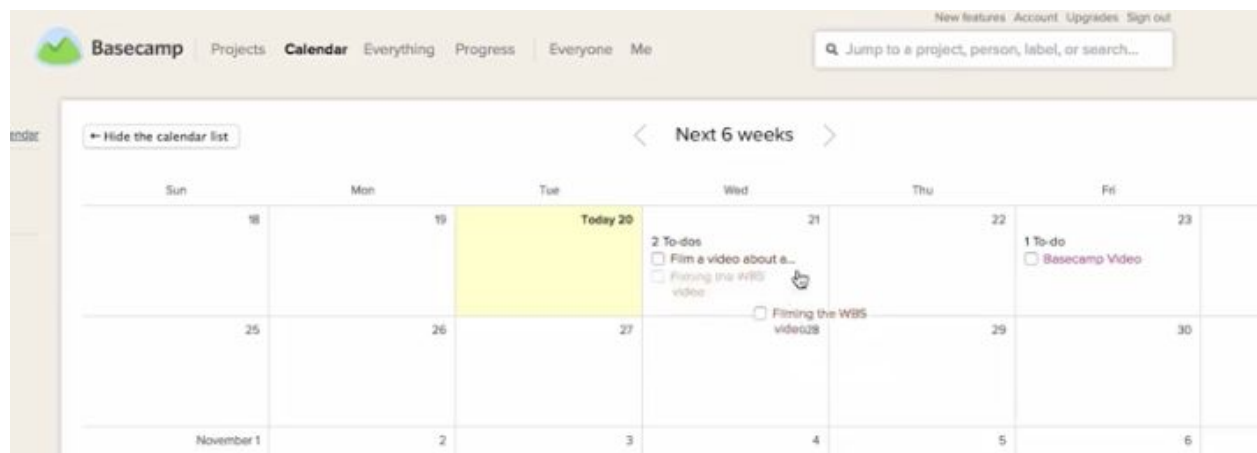 New features Account Upgrades Sign out
Basecamp Projects Calendar Everything Progress Everyone Me
Jump to a project, person, label, or search...
endar
← Hide the calendar list
Next 6 weeks
Sun Mon Tue Wed Thu Fri
18 19 Today 20 21 22 23
2 To-dos 1 To-do
Film a video about a... Basecamp Video
Filming the WBS
video
Filming the WBS
video
25 26 27 28 29 30
November 1 2 3 4 5 6